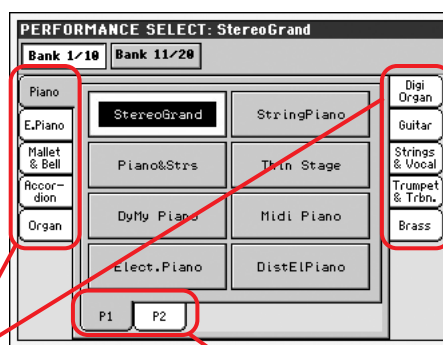 PERFORMANCE SELECT: StereoGrand
Bank 1/10 Bank 11/20
Piano
E.Piano
Mallet
& Bell
Accor-
dion
Organ
StereoGrand StringPiano
Piano&Strs Thin Stage
DyMy Piano Midi Piano
Elect.Piano DistElPiano
P1 P2
Digi
Organ
Guitar
Strings
& Vocal
Trumpet
& Trbn.
Brass